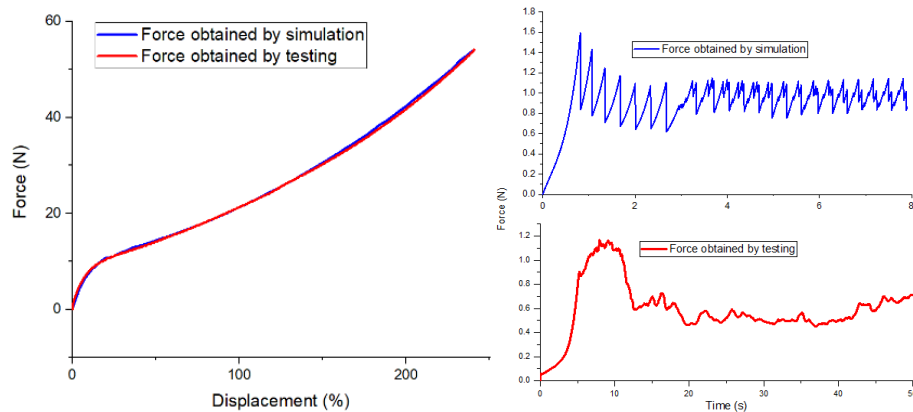 60
40
20
0
Force (N)
Force obtained by simulation
Force obtained by testing
0 100 200
Displacement (%)
1.8
1.6
1.4
1.2
1.0
0.8
0.6
0.4
0.2
0.0
Force obtained by simulation
0 2 4 6 8
Force (N)
1.2
1.0
0.8
0.6
0.4
0.2
0.0
Force obtained by testing
0 10 20 30 40 50
Time (s)